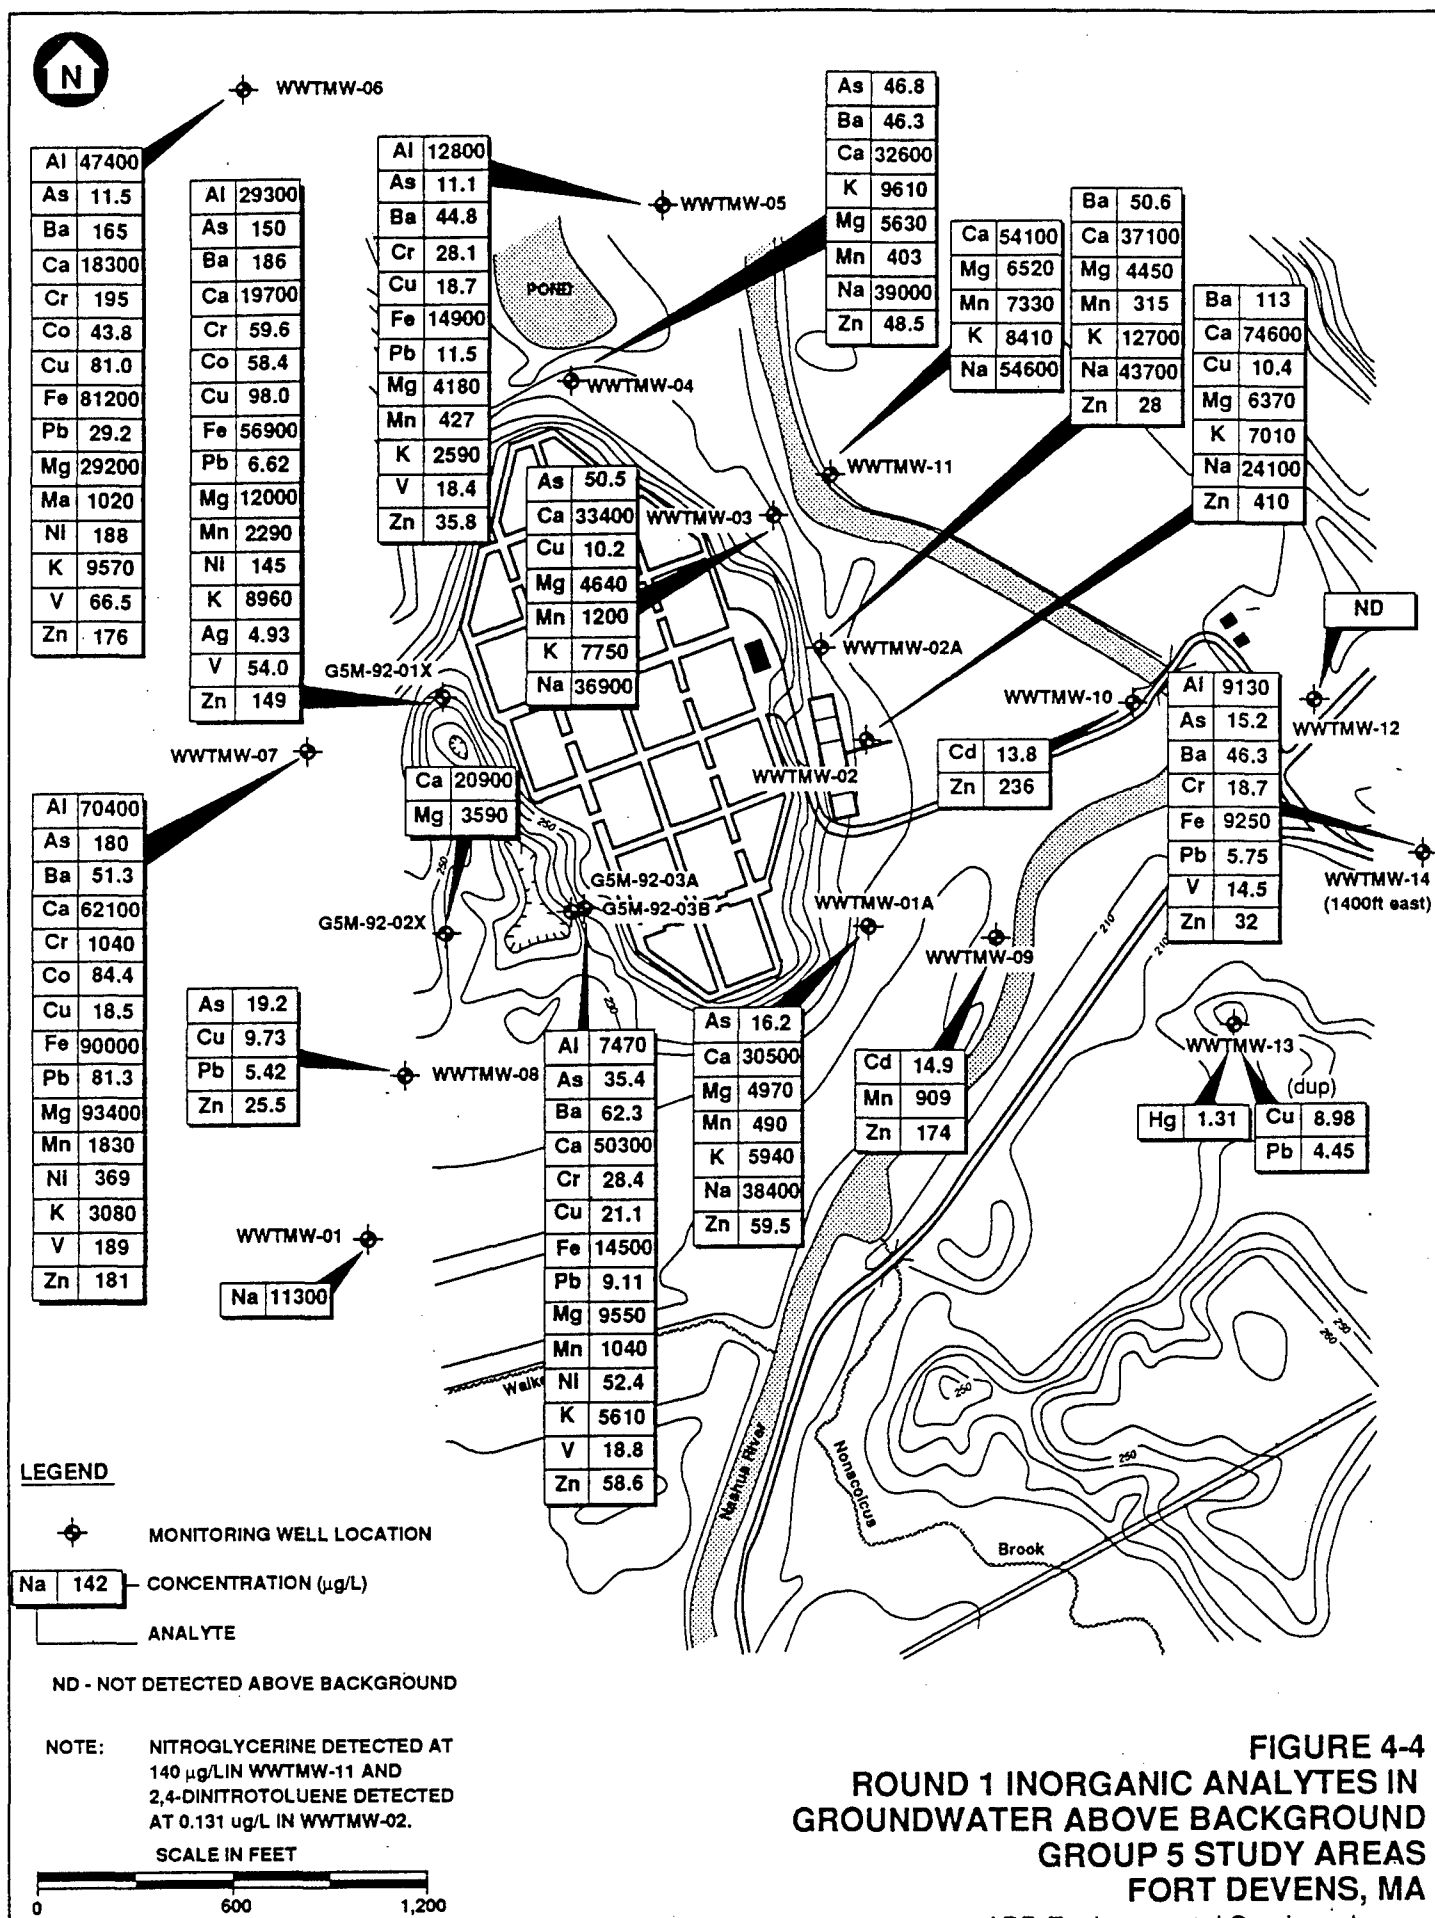 N
WWTMW-06
Al 47400
As 11.5
Ba 165
Ca 18300
Cr 195
Co 43.8
Cu 81.0
Fe 81200
Pb 29.2
Mg 29200
Ma 1020
Ni 188
K 9570
V 66.5
Zn 176
Al 29300
As 150
Ba 186
Ca 19700
Cr 59.6
Co 58.4
Cu 98.0
Fe 56900
Pb 6.62
Mg 12000
Mn 2290
Ni 145
K 8960
Ag 4.93
V 54.0
Zn 149
G5M-92-01X
Al 12800
As 11.1
Ba 44.8
Cr 28.1
Cu 18.7
Fe 14900
Pb 11.5
Mg 4180
Mn 427
K 2590
V 18.4
Zn 35.8
WWTMW-05
POND
As 46.8
Ba 46.3
Ca 32600
K 9610
Mg 5630
Mn 403
Na 39000
Zn 48.5
WWTMW-04
Ca 54100
Mg 6520
Mn 7330
K 8410
Na 54600
WWTMW-11
Ba 50.6
Ca 37100
Mg 4450
Mn 315
K 12700
Na 43700
Zn 28
WWTMW-02A
Ba 113
Ca 74600
Cu 10.4
Mg 6370
K 7010
Na 24100
Zn 410
WWTMW-02
As 50.5
Ca 33400
Cu 10.2
Mg 4640
Mn 1200
K 7750
Na 36900
WWTMW-03
ND
WWTMW-12
WWTMW-10
Cd 13.8
Zn 236
Al 9130
As 15.2
Ba 46.3
Cr 18.7
Fe 9250
Pb 5.75
V 14.5
Zn 32
WWTMW-14
(1400ft east)
WWTMW-07
Al 70400
As 180
Ba 51.3
Ca 62100
Cr 1040
Co 84.4
Cu 18.5
Fe 90000
Pb 81.3
Mg 93400
Mn 1830
Ni 369
K 3080
V 189
Zn 181
Ca 20900
Mg 3590
250
250
G5M-92-02X
G5M-92-03A
G5M-92-03B
230
Al 7470
As 35.4
Ba 62.3
Ca 50300
Cr 28.4
Cu 21.1
Fe 14500
Pb 9.11
Mg 9550
Mn 1040
Ni 52.4
K 5610
V 18.8
Zn 58.6
WWTMW-01A
As 16.2
Ca 30500
Mg 4970
Mn 490
K 5940
Na 38400
Zn 59.5
WWTMW-09
Cd 14.9
Mn 909
Zn 174
210
210
WWTMW-13
(dup)
Hg 1.31
Cu 8.98
Pb 4.45
As 19.2
Cu 9.73
Pb 5.42
Zn 25.5
WWTMW-08
WWTMW-01
Na 11300
Nashua River
Nonacoicus
Brook
250
250
260
250
LEGEND
MONITORING WELL LOCATION
Na 142 CONCENTRATION (µg/L)
ANALYTE
ND - NOT DETECTED ABOVE BACKGROUND
NOTE: NITROGLYCERINE DETECTED AT
140 µg/LIN WWTMW-11 AND
2,4-DINITROTOLUENE DETECTED
AT 0.131 ug/L IN WWTMW-02.
SCALE IN FEET
0 600 1,200
FIGURE 4-4
ROUND 1 INORGANIC ANALYTES IN
GROUNDWATER ABOVE BACKGROUND
GROUP 5 STUDY AREAS
FORT DEVENS, MA